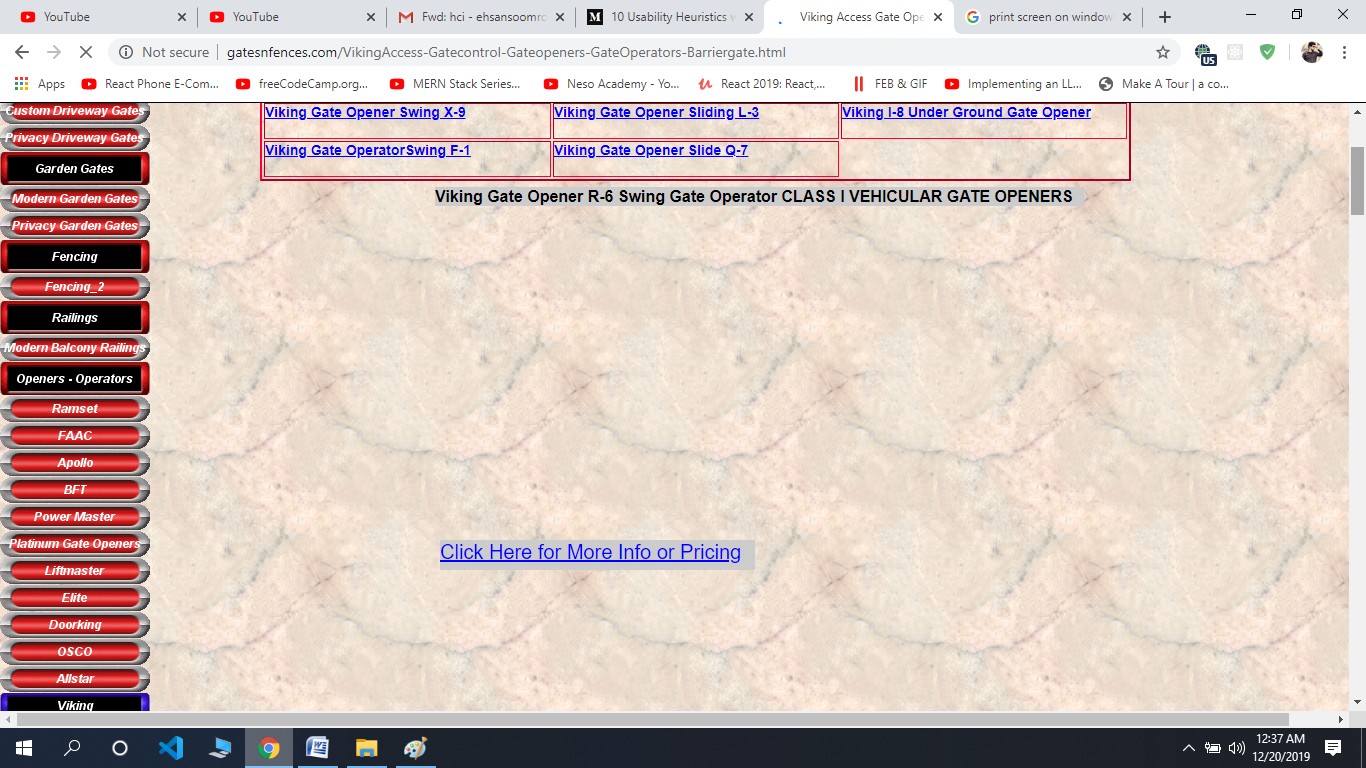 YouTube YouTube Fwd: hci - ehsansoomro 10 Usability Heuristics Viking Access Gate Ope print screen on window
Not secure gatesnfences.com/VikingAccess-Gatecontrol-Gateopeners-GateOperators-Barriergate.html
US
Apps React Phone E-Com... freeCodeCamp.org... MERN Stack Series... Neso Academy - Yo... React 2019: React,... FEB & GIF Implementing an LL... Make A Tour | a co...
Custom Driveway Gates
Privacy Driveway Gates
Garden Gates
Modern Garden Gates
Privacy Garden Gates
Fencing
Fencing_2
Railings
Modern Balcony Railings
Openers - Operators
Ramset
FAAC
Apollo
BFT
Power Master
Platinum Gate Openers
Liftmaster
Elite
Doorking
OSCO
Allstar
Viking
Viking Gate Opener Swing X-9 Viking Gate Opener Sliding L-3 Viking I-8 Under Ground Gate Opener
Viking Gate OperatorSwing F-1 Viking Gate Opener Slide Q-7
Viking Gate Opener R-6 Swing Gate Operator CLASS I VEHICULAR GATE OPENERS
Click Here for More Info or Pricing
12:37 AM
12/20/2019